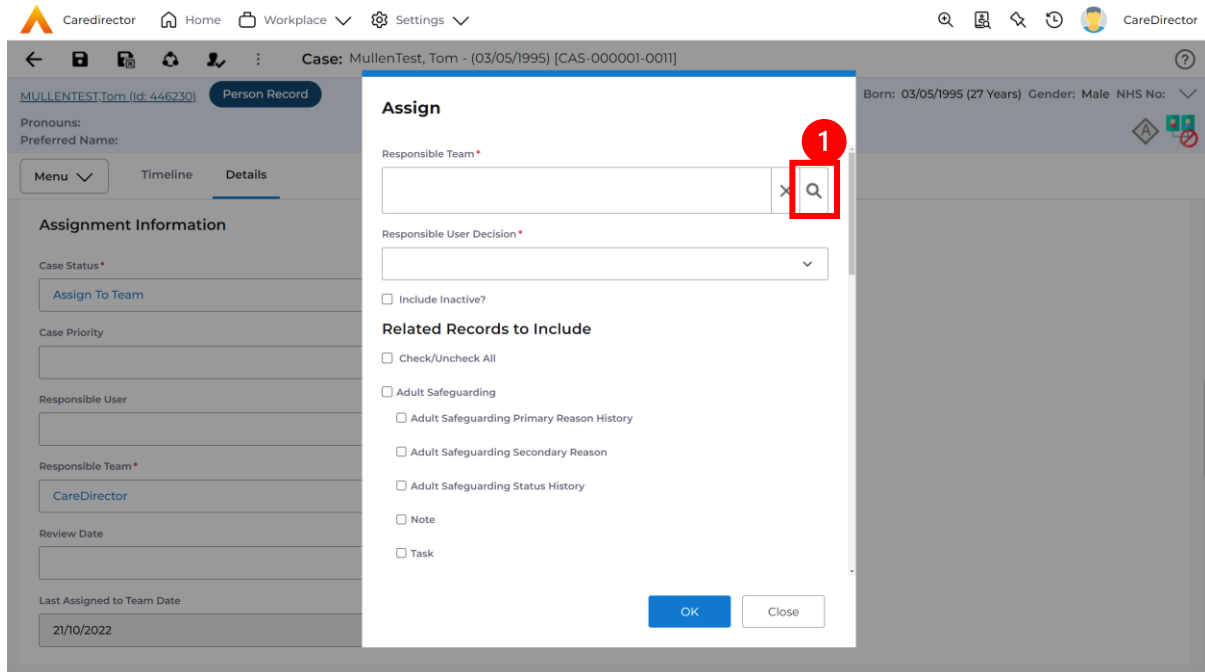 Caredirector Home Workplace Settings CareDirector
Case: MullenTest, Tom - (03/05/1995) [CAS-000001-0011]
MULLENTEST,Tom (Id: 446230) Person Record Born: 03/05/1995 (27 Years) Gender: Male NHS No:
Pronouns:
Preferred Name:
Menu Timeline Details
Assignment Information
Case Status*
Assign To Team
Case Priority
Responsible User
Responsible Team*
CareDirector
Review Date
Last Assigned to Team Date
21/10/2022
Assign
1
Responsible Team*
Responsible User Decision*
Include Inactive?
Related Records to Include
Check/Uncheck All
Adult Safeguarding
Adult Safeguarding Primary Reason History
Adult Safeguarding Secondary Reason
Adult Safeguarding Status History
Note
Task
OK Close